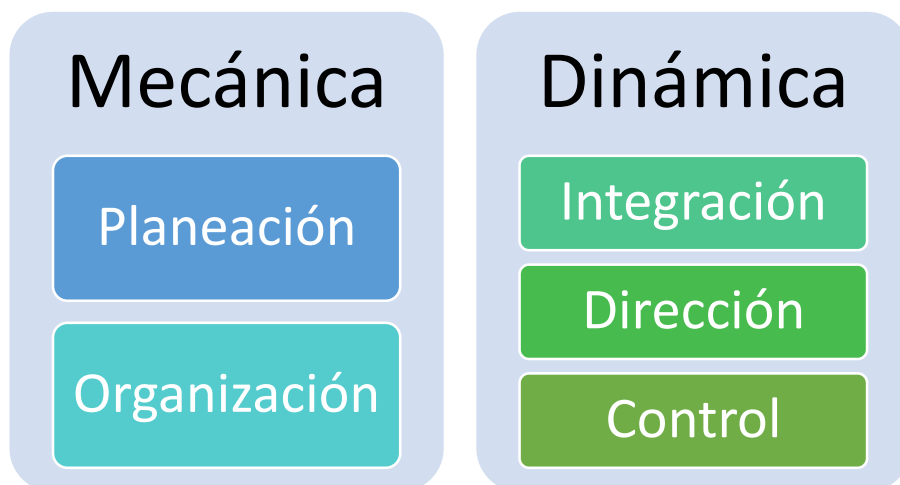 Mecánica
Planeación
Organización
Dinámica
Integración
Dirección
Control